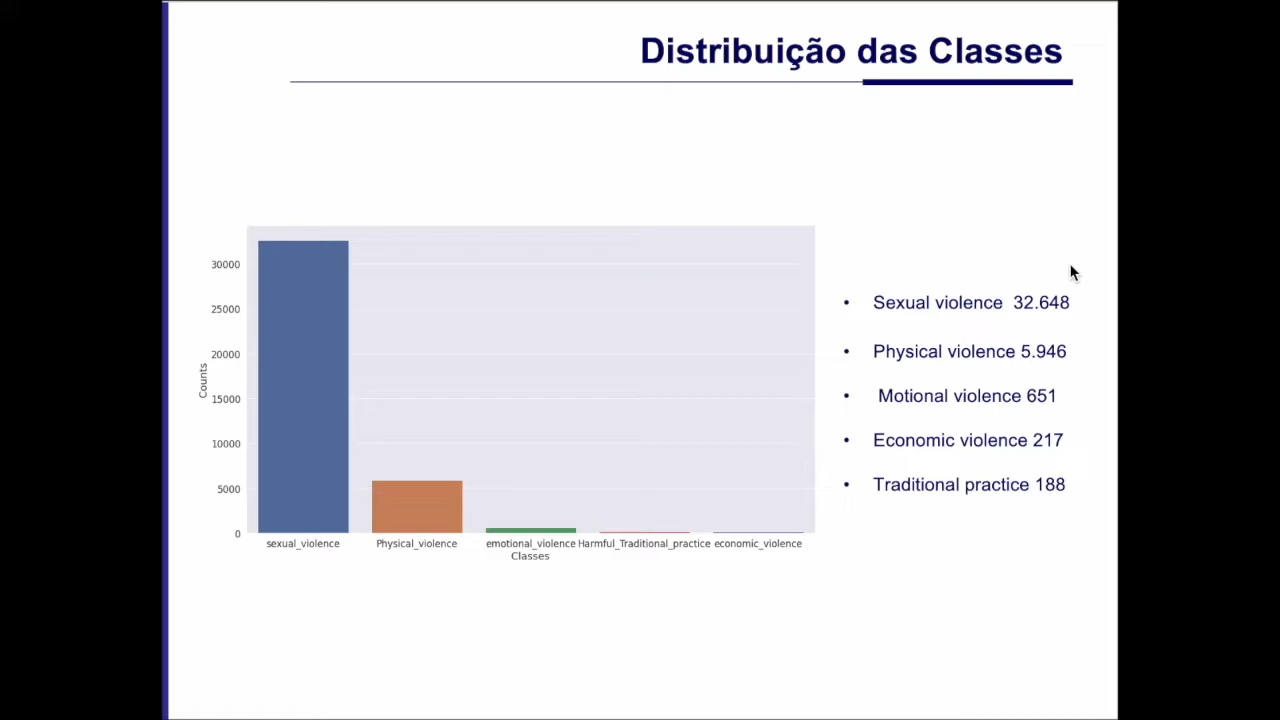 Distribuição das Classes
30000
25000
20000
15000
10000
5000
0
Counts
sexual_violence Physical_violence emotional_violence Harmful_Traditional_practice economic_violence
Classes
• Sexual violence 32.648
• Physical violence 5.946
• Motional violence 651
• Economic violence 217
• Traditional practice 188